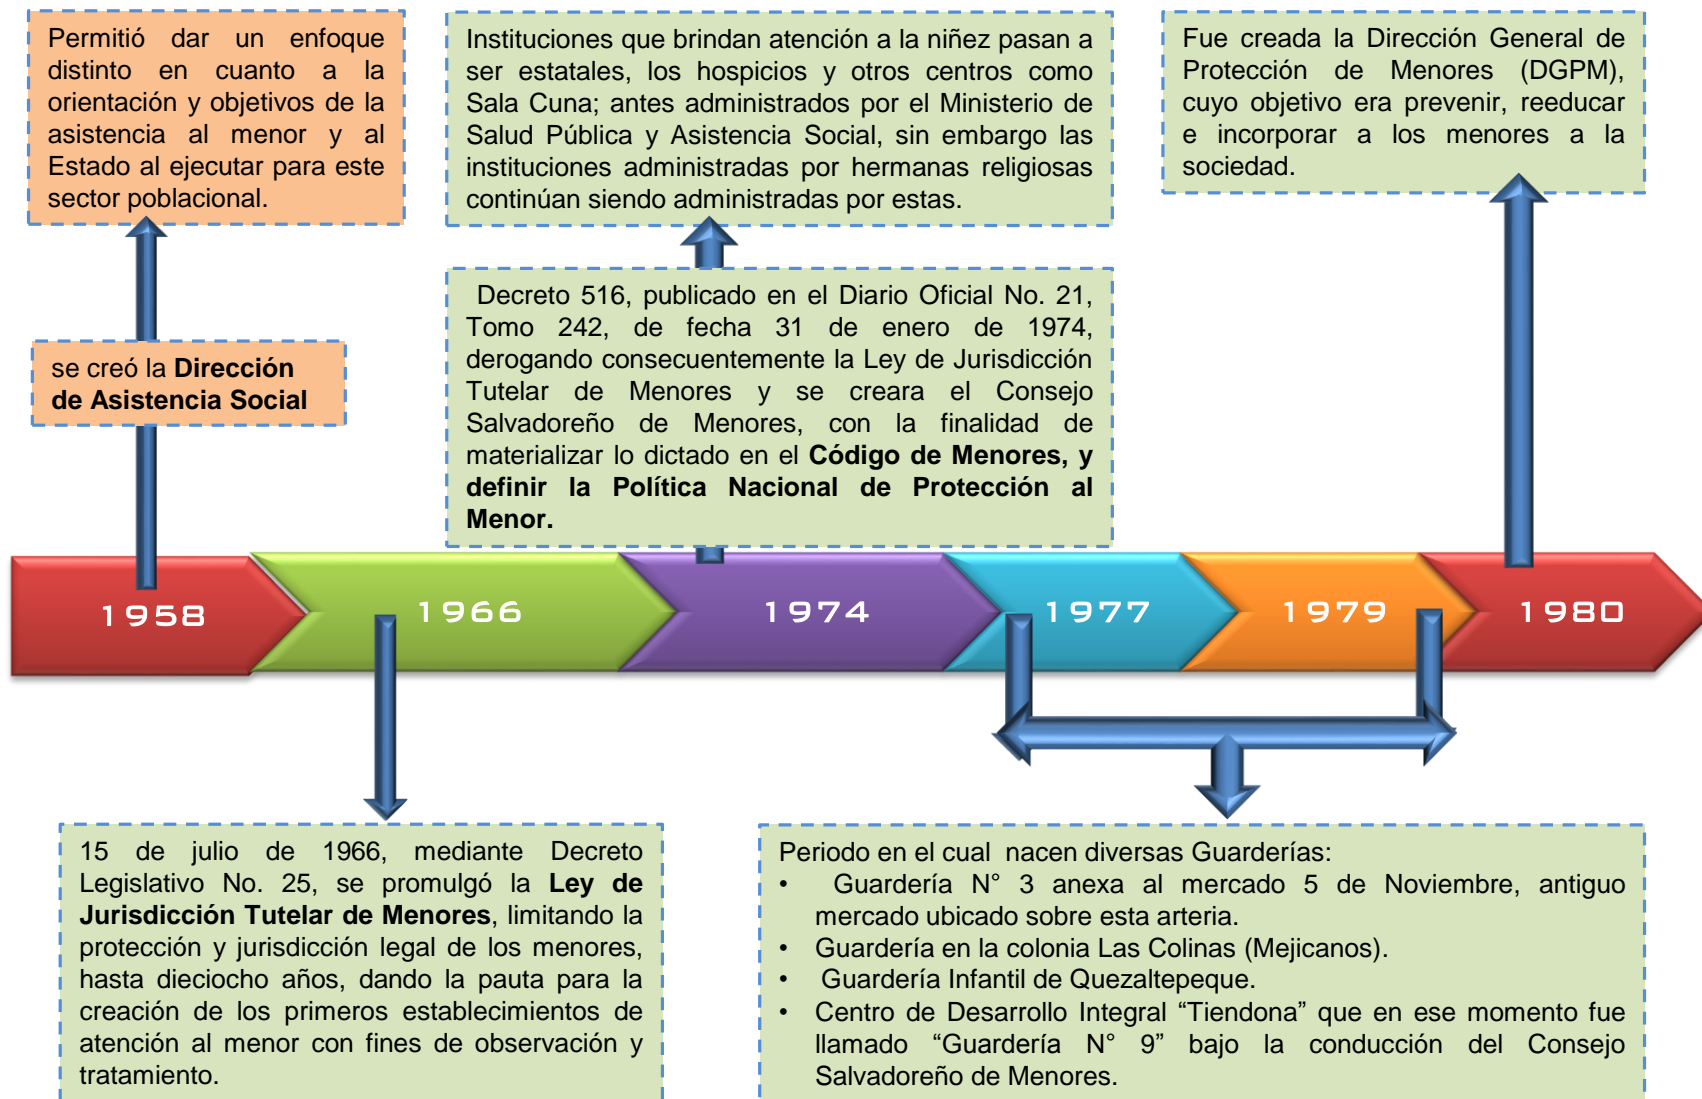 Permitió dar un enfoque
distinto en cuanto a la
orientación y objetivos de la
asistencia al menor y al
Estado al ejecutar para este
sector poblacional.
se creó la Dirección
de Asistencia Social
Instituciones que brindan atención a la niñez pasan a
ser estatales, los hospicios y otros centros como
Sala Cuna; antes administrados por el Ministerio de
Salud Pública y Asistencia Social, sin embargo las
instituciones administradas por hermanas religiosas
continúan siendo administradas por estas.
Decreto 516, publicado en el Diario Oficial No. 21,
Tomo 242, de fecha 31 de enero de 1974,
derogando consecuentemente la Ley de Jurisdicción
Tutelar de Menores y se creara el Consejo
Salvadoreño de Menores, con la finalidad de
materializar lo dictado en el Código de Menores, y
definir la Política Nacional de Protección al
Menor.
Fue creada la Dirección General de
Protección de Menores (DGPM),
cuyo objetivo era prevenir, reeducar
e incorporar a los menores a la
sociedad.
1958
1966
1974
1977
1979
1980
15 de julio de 1966, mediante Decreto
Legislativo No. 25, se promulgó la Ley de
Jurisdicción Tutelar de Menores, limitando la
protección y jurisdicción legal de los menores,
hasta dieciocho años, dando la pauta para la
creación de los primeros establecimientos de
atención al menor con fines de observación y
tratamiento.
Periodo en el cual nacen diversas Guarderías:
• Guardería N° 3 anexa al mercado 5 de Noviembre, antiguo
mercado ubicado sobre esta arteria.
• Guardería en la colonia Las Colinas (Mejicanos).
• Guardería Infantil de Quezaltepeque.
• Centro de Desarrollo Integral “Tiendona” que en ese momento fue
llamado “Guardería N° 9” bajo la conducción del Consejo
Salvadoreño de Menores.